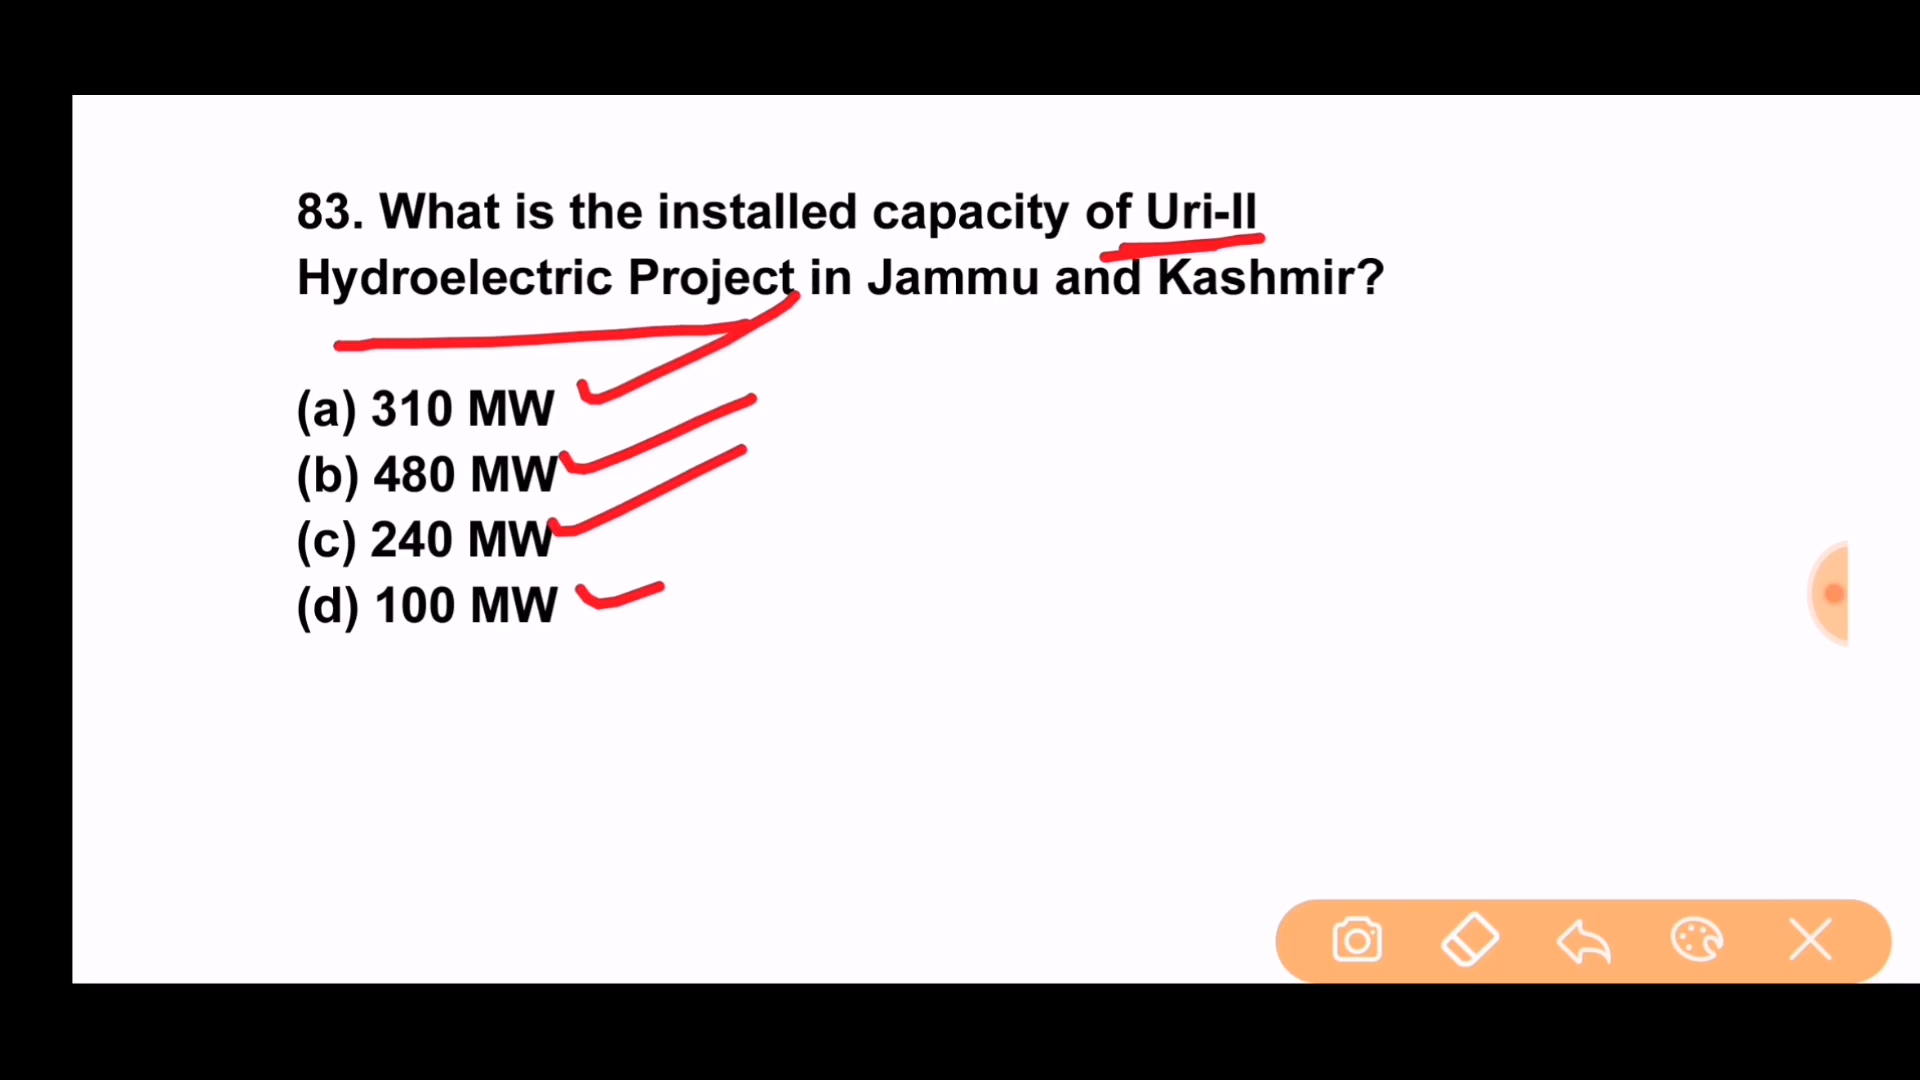 83. What is the installed capacity of Uri-II
Hydroelectric Project in Jammu and Kashmir?
(a) 310 MW
(b) 480 MW
(c) 240 MW
(d) 100 MW